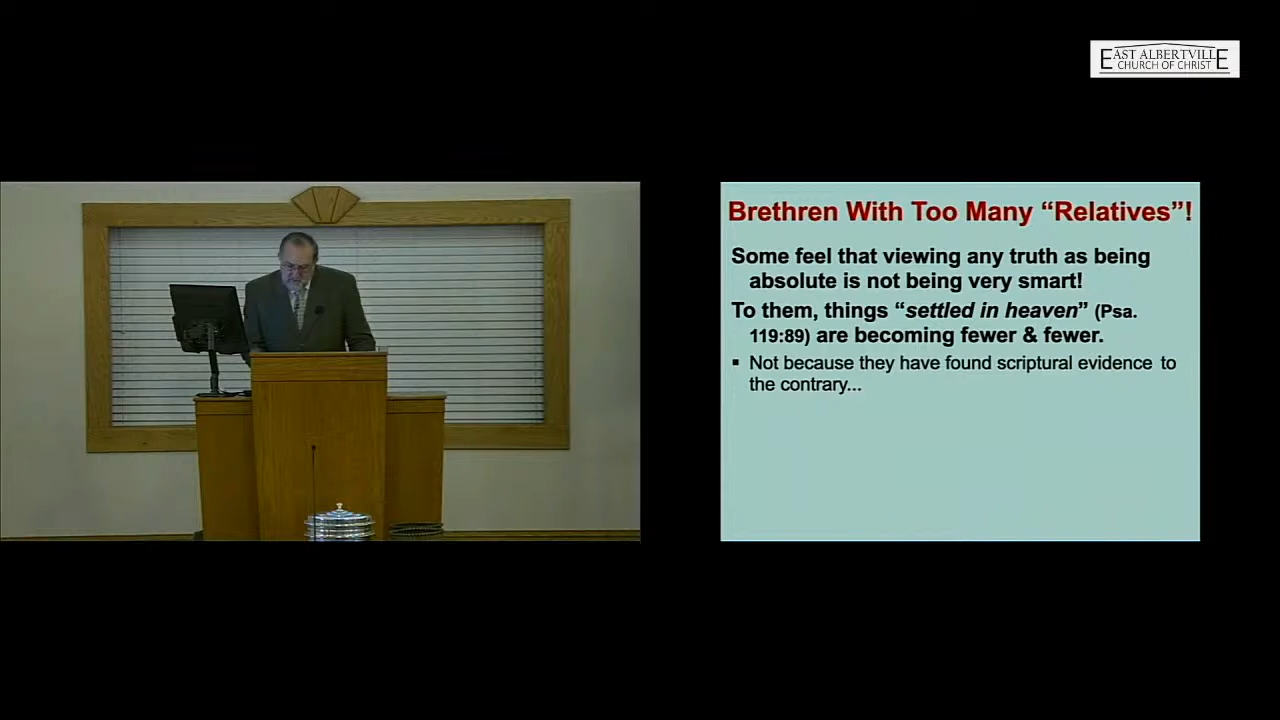 EAST ALBERTVILLE
CHURCH OF CHRIST
Brethren With Too Many “Relatives”!
Some feel that viewing any truth as being
absolute is not being very smart!
To them, things “settled in heaven” (Psa.
119:89) are becoming fewer & fewer.
▪ Not because they have found scriptural evidence to
the contrary...